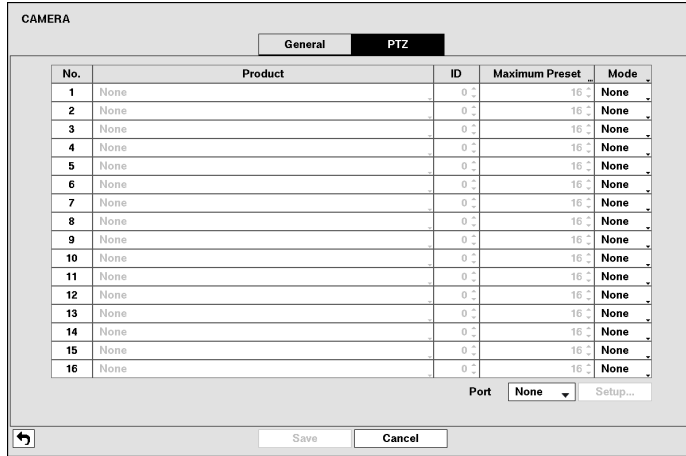 CAMERA
General PTZ
No. Product ID Maximum Preset ... Mode
1 None 0 16 None
2 None 0 16 None
3 None 0 16 None
4 None 0 16 None
5 None 0 16 None
6 None 0 16 None
7 None 0 16 None
8 None 0 16 None
9 None 0 16 None
10 None 0 16 None
11 None 0 16 None
12 None 0 16 None
13 None 0 16 None
14 None 0 16 None
15 None 0 16 None
16 None 0 16 None
Port None Setup...
Save Cancel